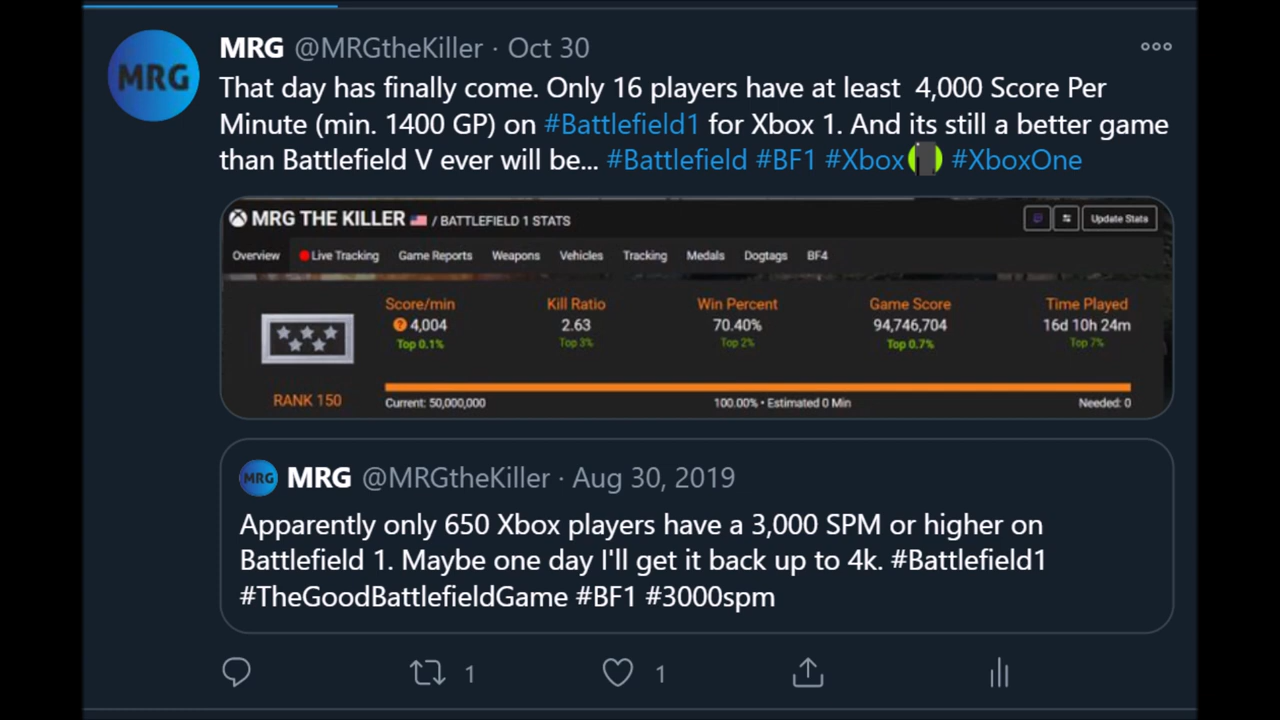 MRG @MRGtheKiller · Oct 30
MRG
That day has finally come. Only 16 players have at least 4,000 Score Per
Minute (min. 1400 GP) on #Battlefield1 for Xbox 1. And its still a better game
than Battlefield V ever will be... #Battlefield #BF1 #Xbox #XboxOne
MRG THE KILLER / BATTLEFIELD 1 STATS
Update Stats
Overview Live Tracking Game Reports Weapons Vehicles Tracking Medals Dogtags BF4
Score/min Kill Ratio Win Percent Game Score Time Played
? 4,004 2.63 70.40% 94,746,704 16d 10h 24m
Top 0.1% Top 3% Top 2% Top 0.7% Top 7%
RANK 150
Current: 50,000,000 100.00% • Estimated 0 Min Needed: 0
MRG MRG @MRGtheKiller · Aug 30, 2019
Apparently only 650 Xbox players have a 3,000 SPM or higher on
Battlefield 1. Maybe one day I'll get it back up to 4k. #Battlefield1
#TheGoodBattlefieldGame #BF1 #3000spm
1 1